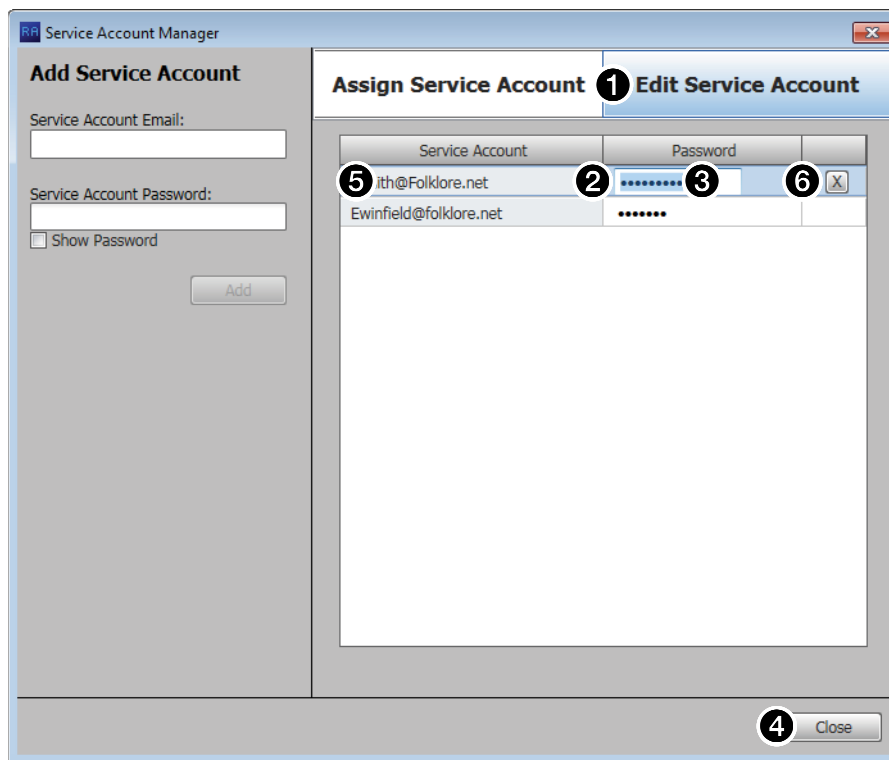 RA Service Account Manager
Add Service Account
Service Account Email:
Service Account Password:
Show Password
Add
Assign Service Account 1 Edit Service Account
Service Account Password
5 ith@Folklore.net 2 ••••••••• 3 6 X
Ewinfield@folklore.net •••••••
4 Close